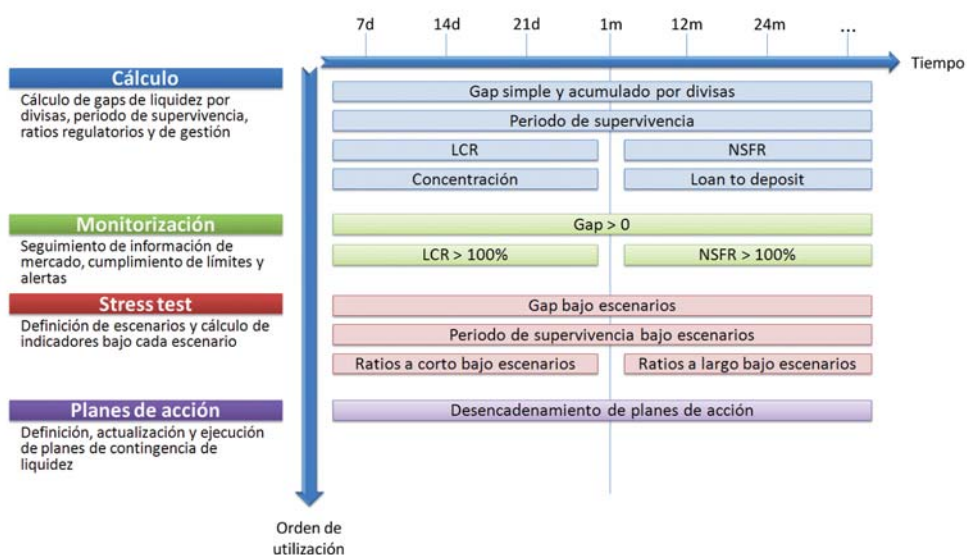 7d 14d 21d 1m 12m 24m ...
Tiempo
Cálculo
Cálculo de gaps de liquidez por
divisas, periodo de supervivencia,
ratios regulatorios y de gestión
Gap simple y acumulado por divisas
Periodo de supervivencia
LCR NSFR
Concentración Loan to deposit
Monitorización
Seguimiento de información de
mercado, cumplimiento de límites y
alertas
Gap > 0
LCR > 100% NSFR > 100%
Stress test
Definición de escenarios y cálculo de
indicadores bajo cada escenario
Gap bajo escenarios
Periodo de supervivencia bajo escenarios
Ratios a corto bajo escenarios Ratios a largo bajo escenarios
Planes de acción
Definición, actualización y ejecución
de planes de contingencia de
liquidez
Desencadenamiento de planes de acción
Orden de
utilización